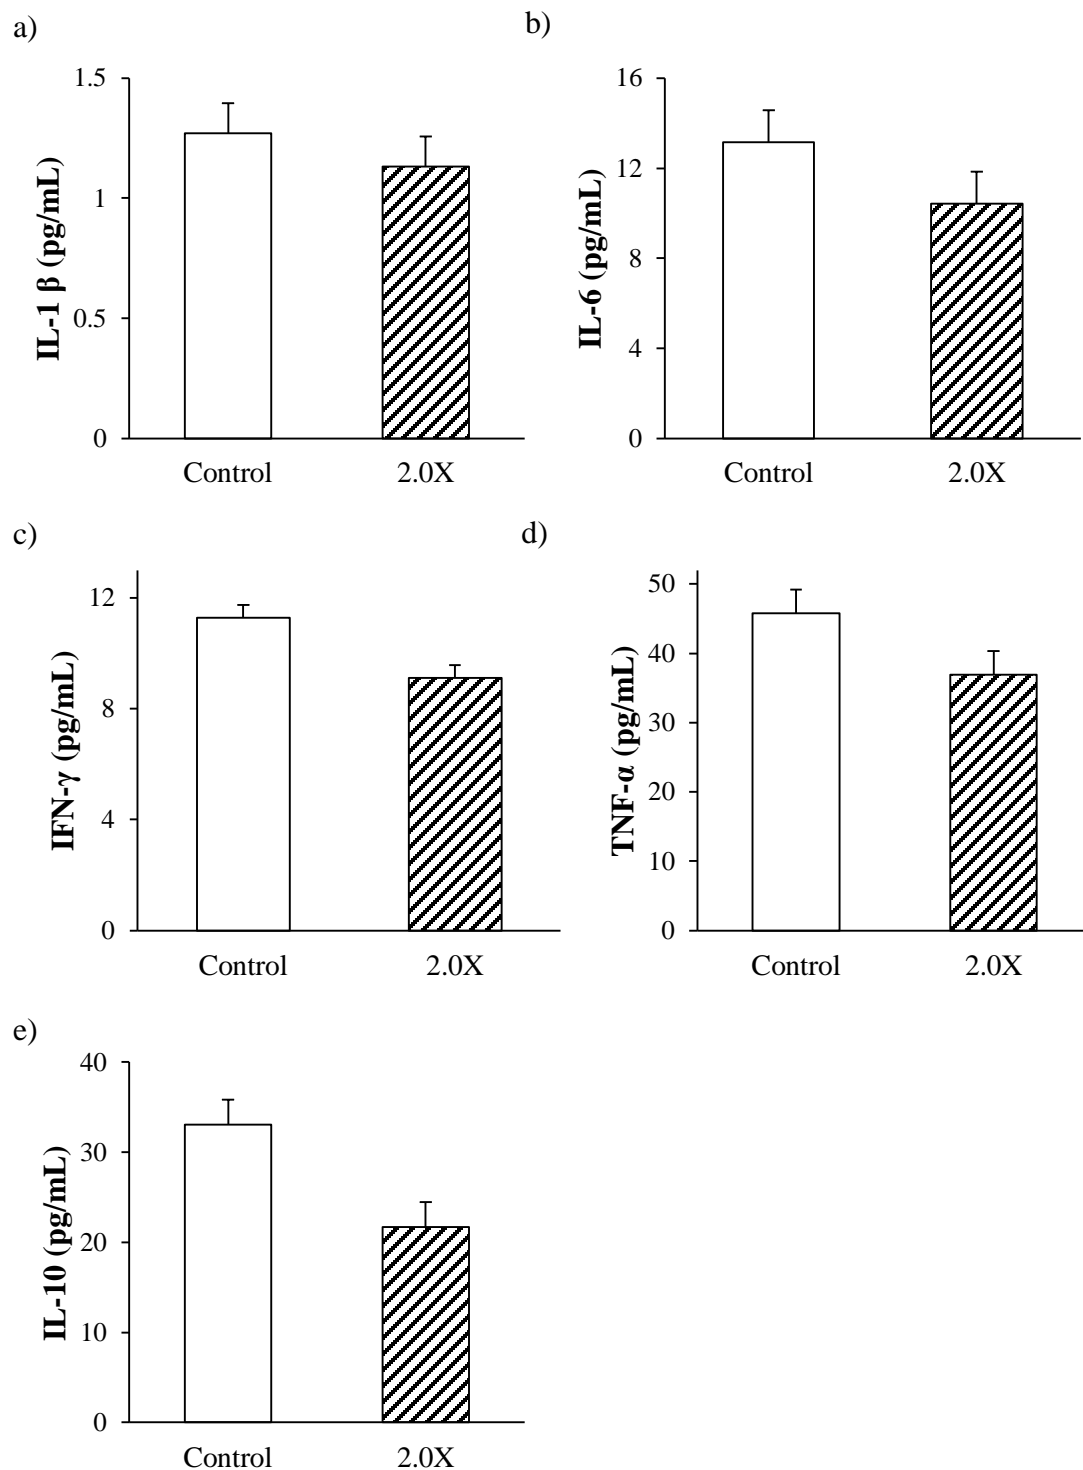 a)
IL-1 β (pg/mL)
1.5
1
0.5
0
Control 2.0X
b)
IL-6 (pg/mL)
16
12
8
4
0
Control 2.0X
c)
IFN-γ (pg/mL)
12
8
4
0
Control 2.0X
d)
TNF-α (pg/mL)
50
40
30
20
10
0
Control 2.0X
e)
IL-10 (pg/mL)
40
30
20
10
0
Control 2.0X